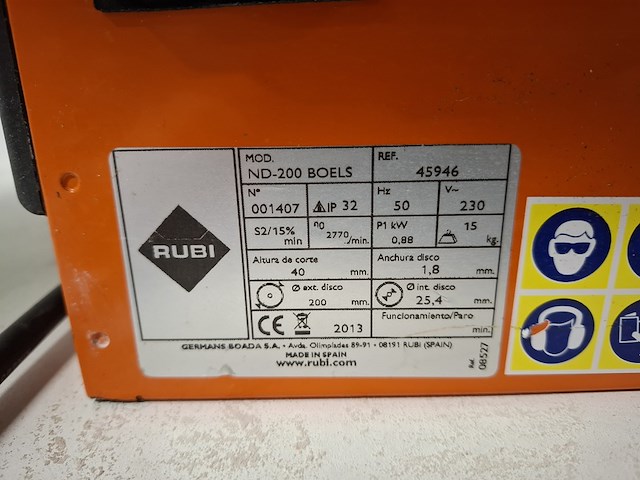 RUBI
MOD.
ND-200 BOELS
REF.
45946
Nº
001407
IP 32
Hz
50
V~
230
S2/15%
min
n0
2770/min.
P1 kW
0,88
15
kg.
Altura de corte
40 mm.
Anchura disco
1,8 mm.
Ø ext. disco
200 mm.
Ø int. disco
25,4 mm.
CE
2013
Funcionamiento/Paro
min.
GERMANS BOADA S.A. • Avda. Olimpiades 89-91 • 08191 RUBI (SPAIN)
MADE IN SPAIN
www.rubi.com
Ref. 08527